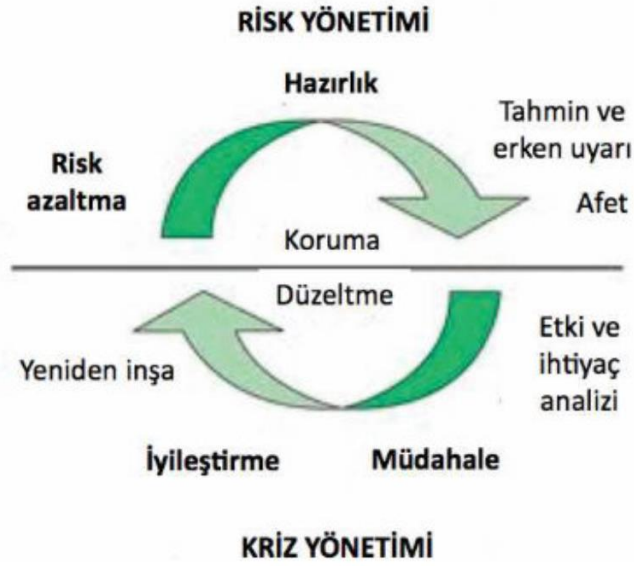 RİSK YÖNETİMİ
Hazırlık
Tahmin ve
erken uyarı
Risk
azaltma
Afet
Koruma
Düzeltme
Etki ve
ihtiyaç
analizi
Yeniden inşa
İyileştirme
Müdahale
KRİZ YÖNETİMİ